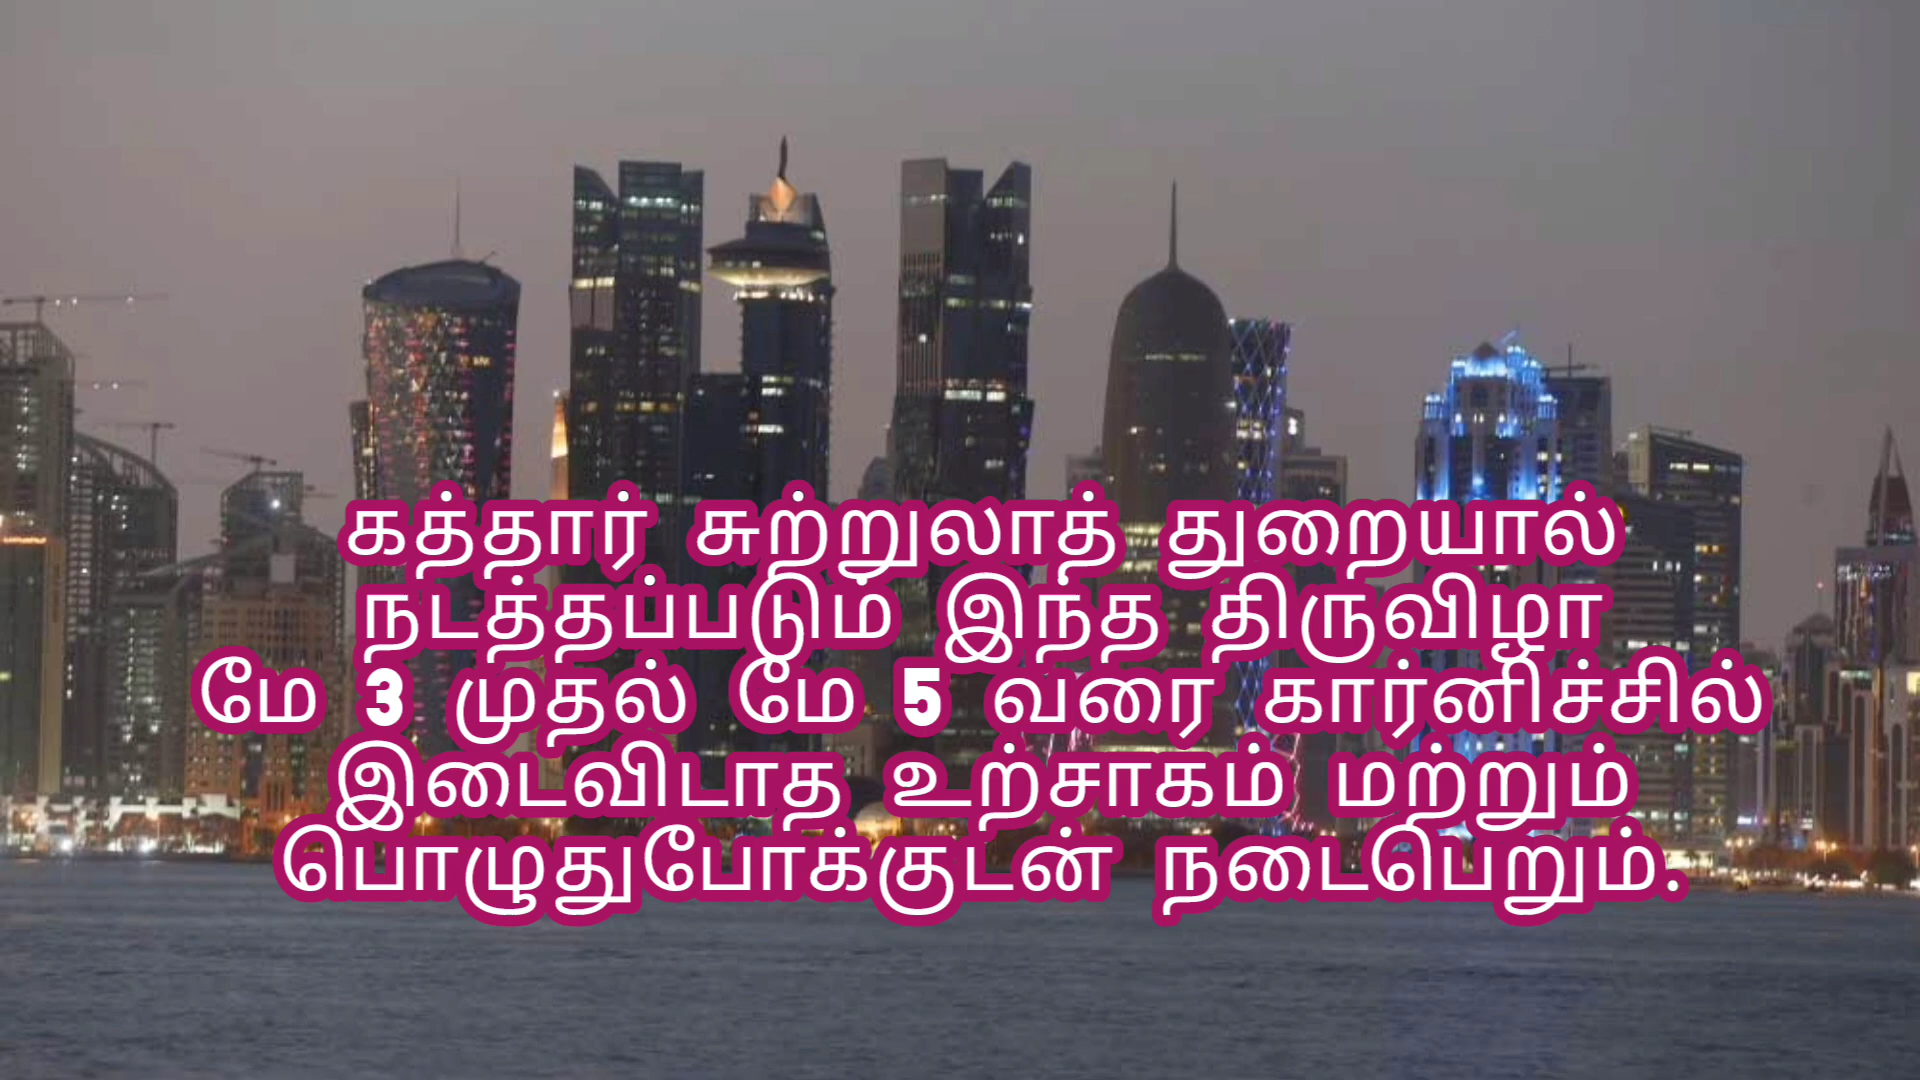 கத்தார் சுற்றுலாத் துறையால்
நடத்தப்படும் இந்த திருவிழா
மே 3 முதல் மே 5 வரை கார்னிச்சில்
இடைவிடாத உற்சாகம் மற்றும்
பொழுதுபோக்குடன் நடைபெறும்.